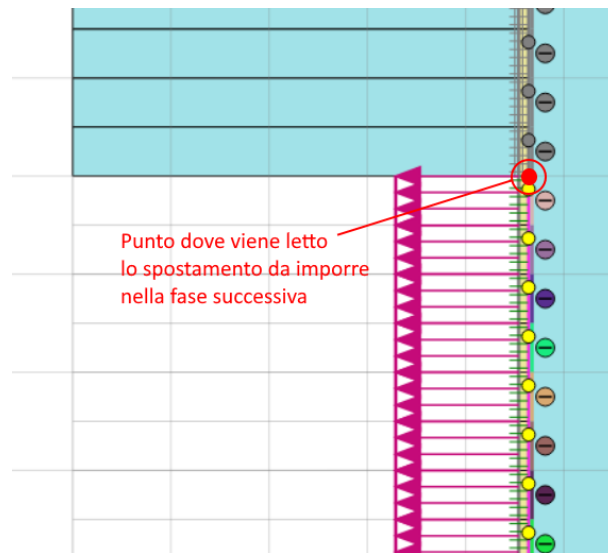 Punto dove viene letto
lo spostamento da imporre
nella fase successiva